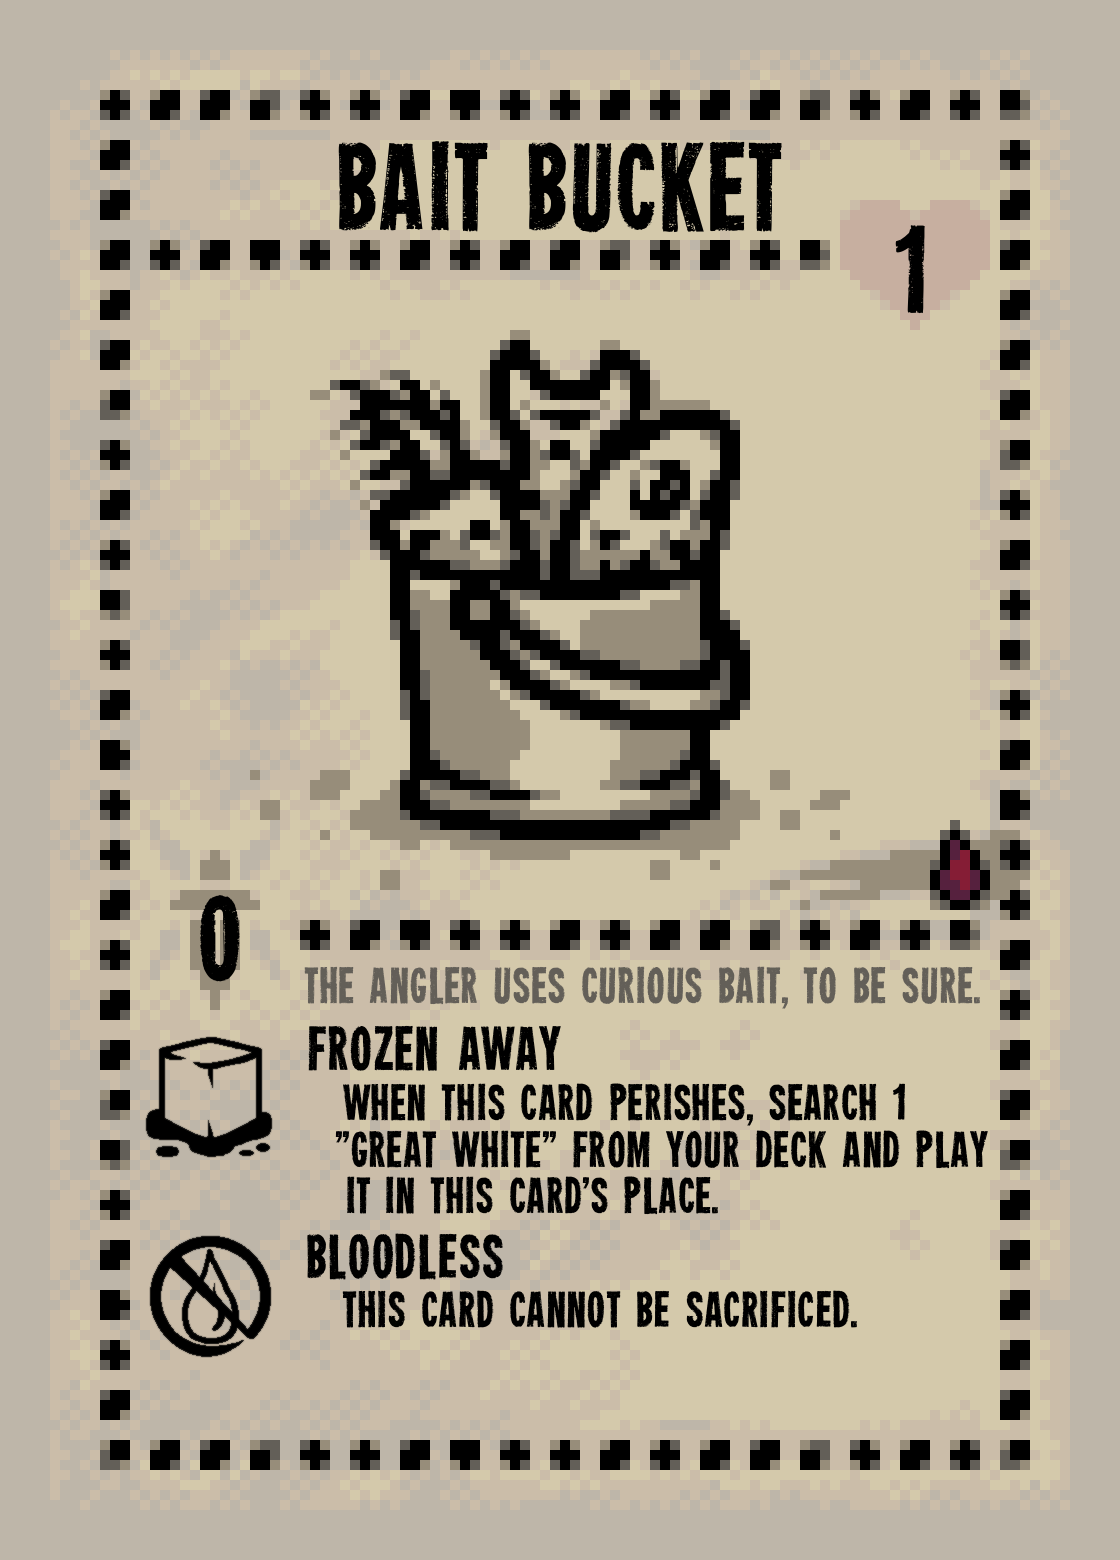 BAIT BUCKET
1
0
THE ANGLER USES CURIOUS BAIT, TO BE SURE.
FROZEN AWAY
WHEN THIS CARD PERISHES, SEARCH 1
"GREAT WHITE" FROM YOUR DECK AND PLAY
IT IN THIS CARD'S PLACE.
BLOODLESS
THIS CARD CANNOT BE SACRIFICED.